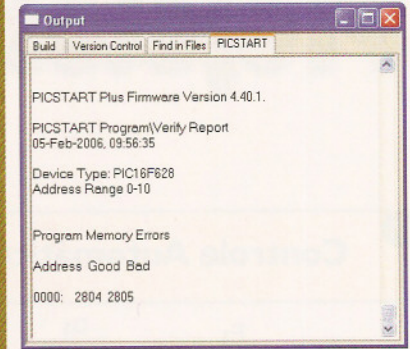 Output
Build Version Control Find in Files PICSTART
PICSTART Plus Firmware Version 4.40.1.
PICSTART Program\Verify Report
05-Feb-2006, 09:56:35
Device Type: PIC16F628
Address Range 0-10
Program Memory Errors
Address Good Bad
0000: 2804 2805